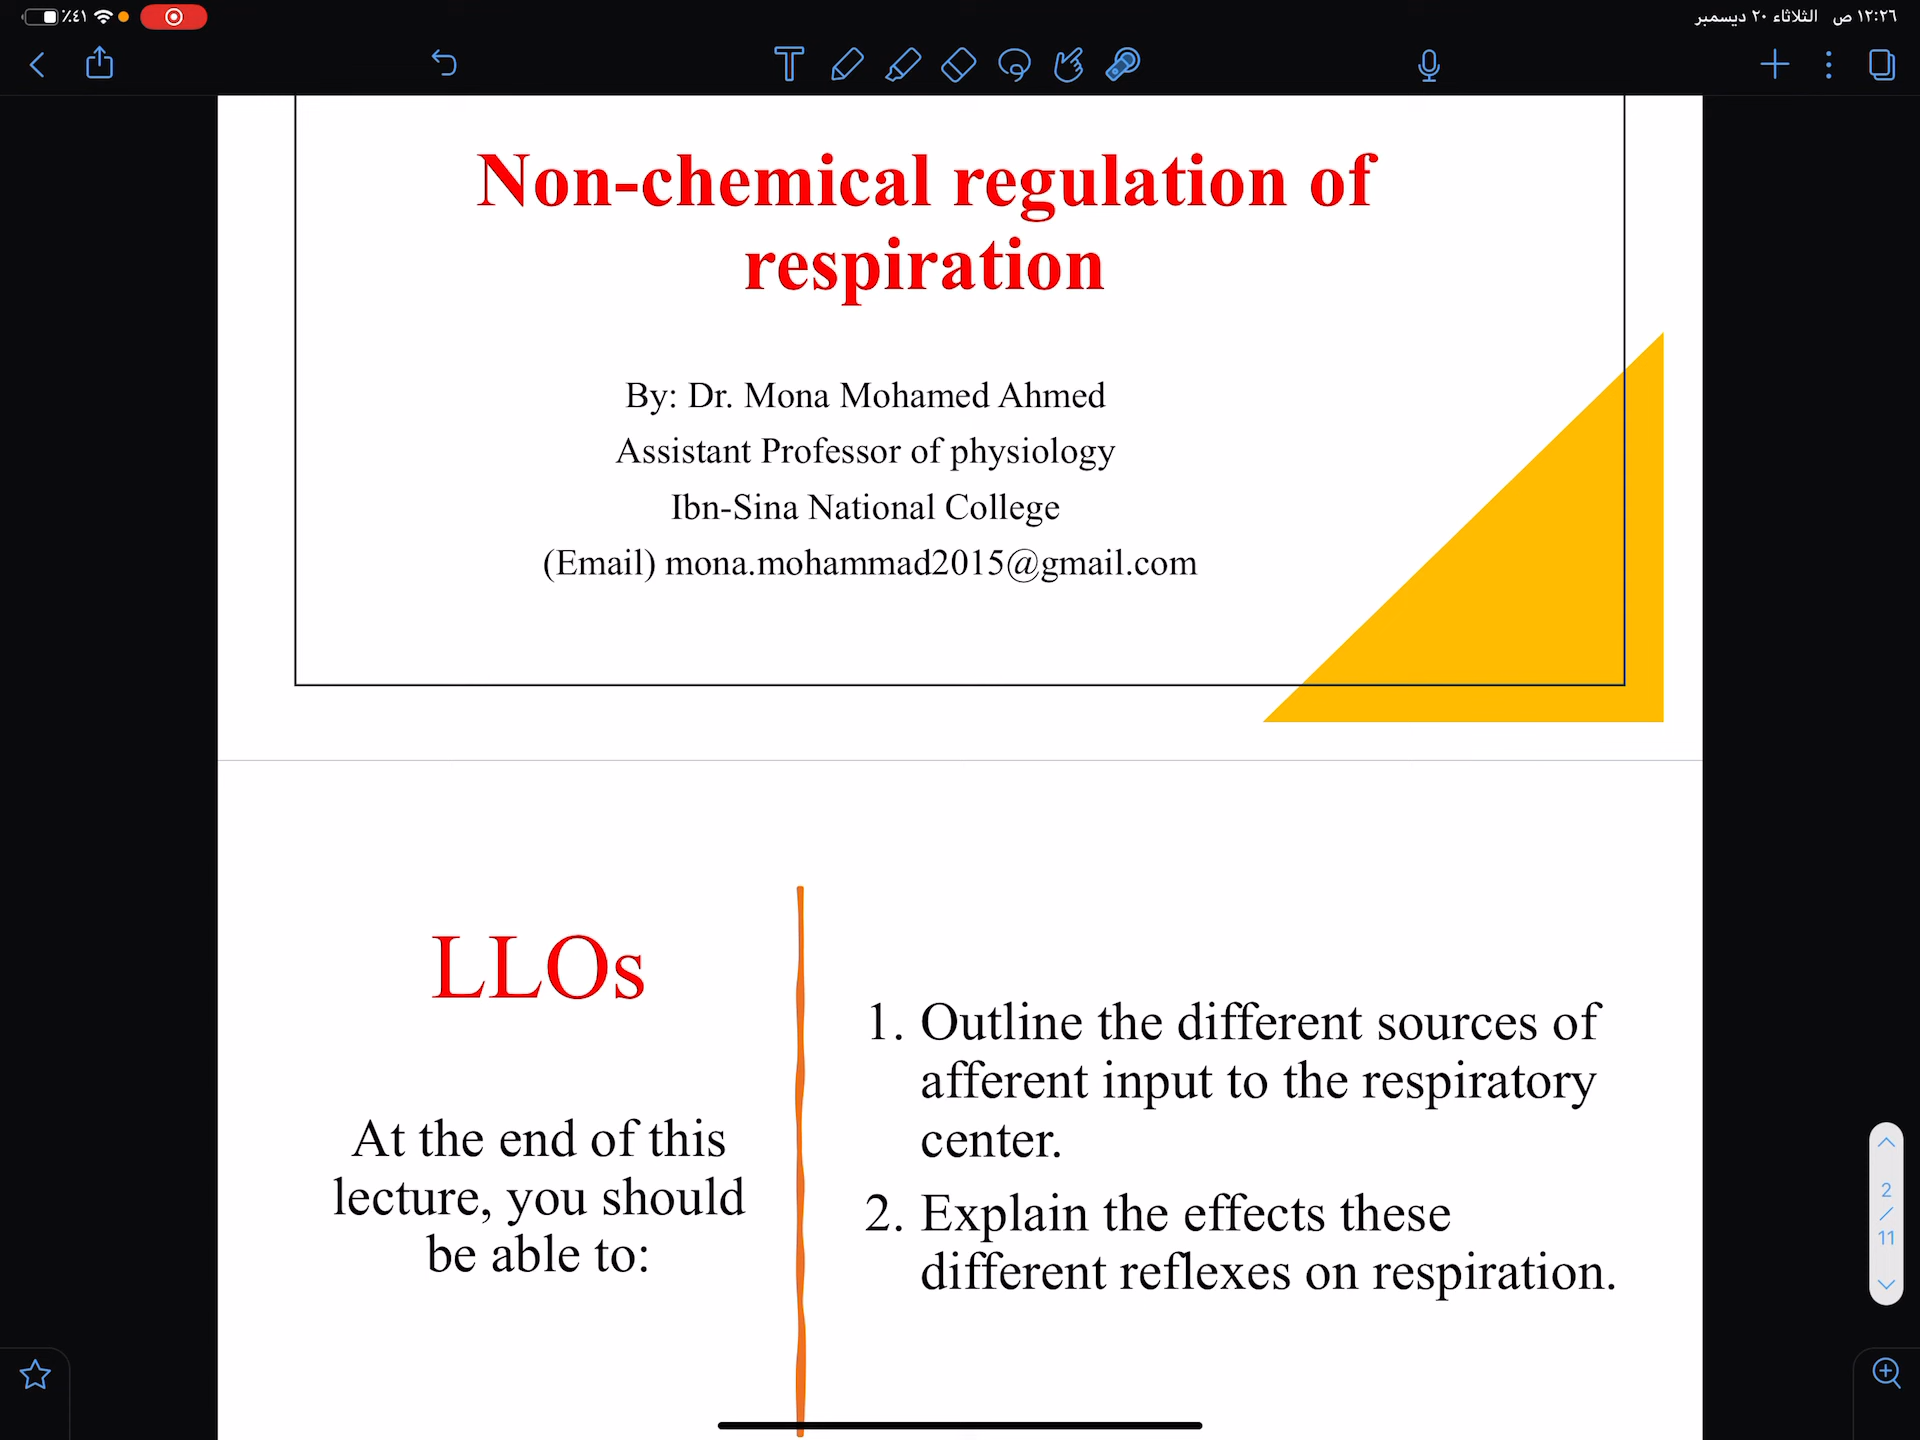 ٪٤١
١٢:٢٦ ص الثلاثاء ٢٠ ديسمبر
Non-chemical regulation of
respiration
By: Dr. Mona Mohamed Ahmed
Assistant Professor of physiology
Ibn-Sina National College
(Email) mona.mohammad2015@gmail.com
LLOs
At the end of this
lecture, you should
be able to:
1. Outline the different sources of
afferent input to the respiratory
center.
2. Explain the effects these
different reflexes on respiration.
2
/
11